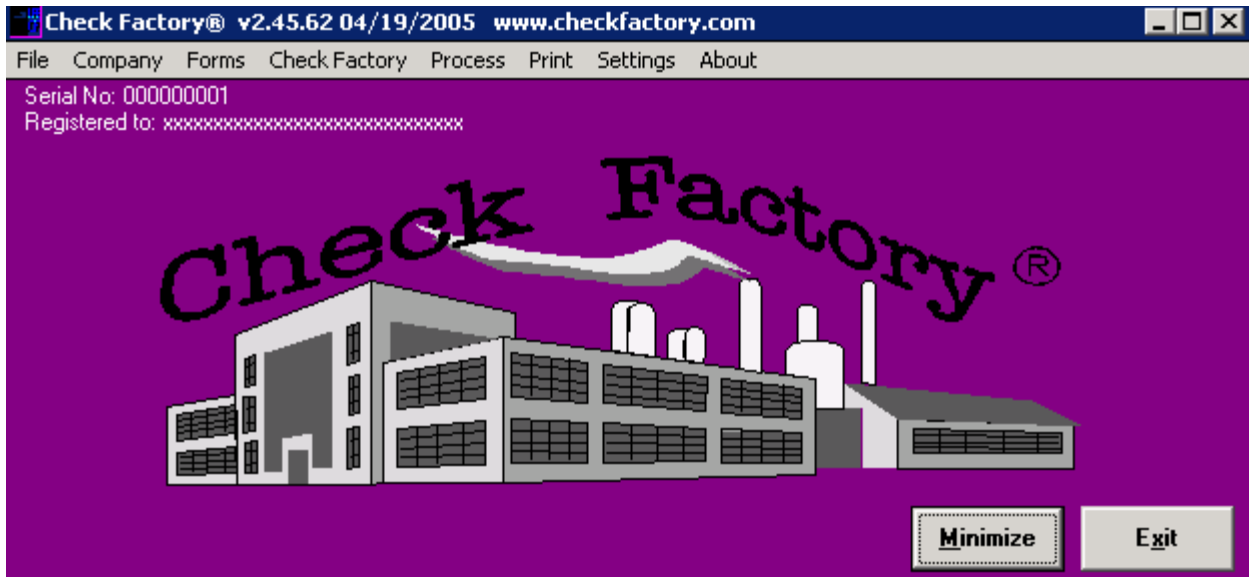 Check Factory® v2.45.62 04/19/2005 www.checkfactory.com
File Company Forms Check Factory Process Print Settings About
Serial No: 000000001
Registered to: xxxxxxxxxxxxxxxxxxxxxxxxxxxxxx
Check Factory ®
Minimize Exit